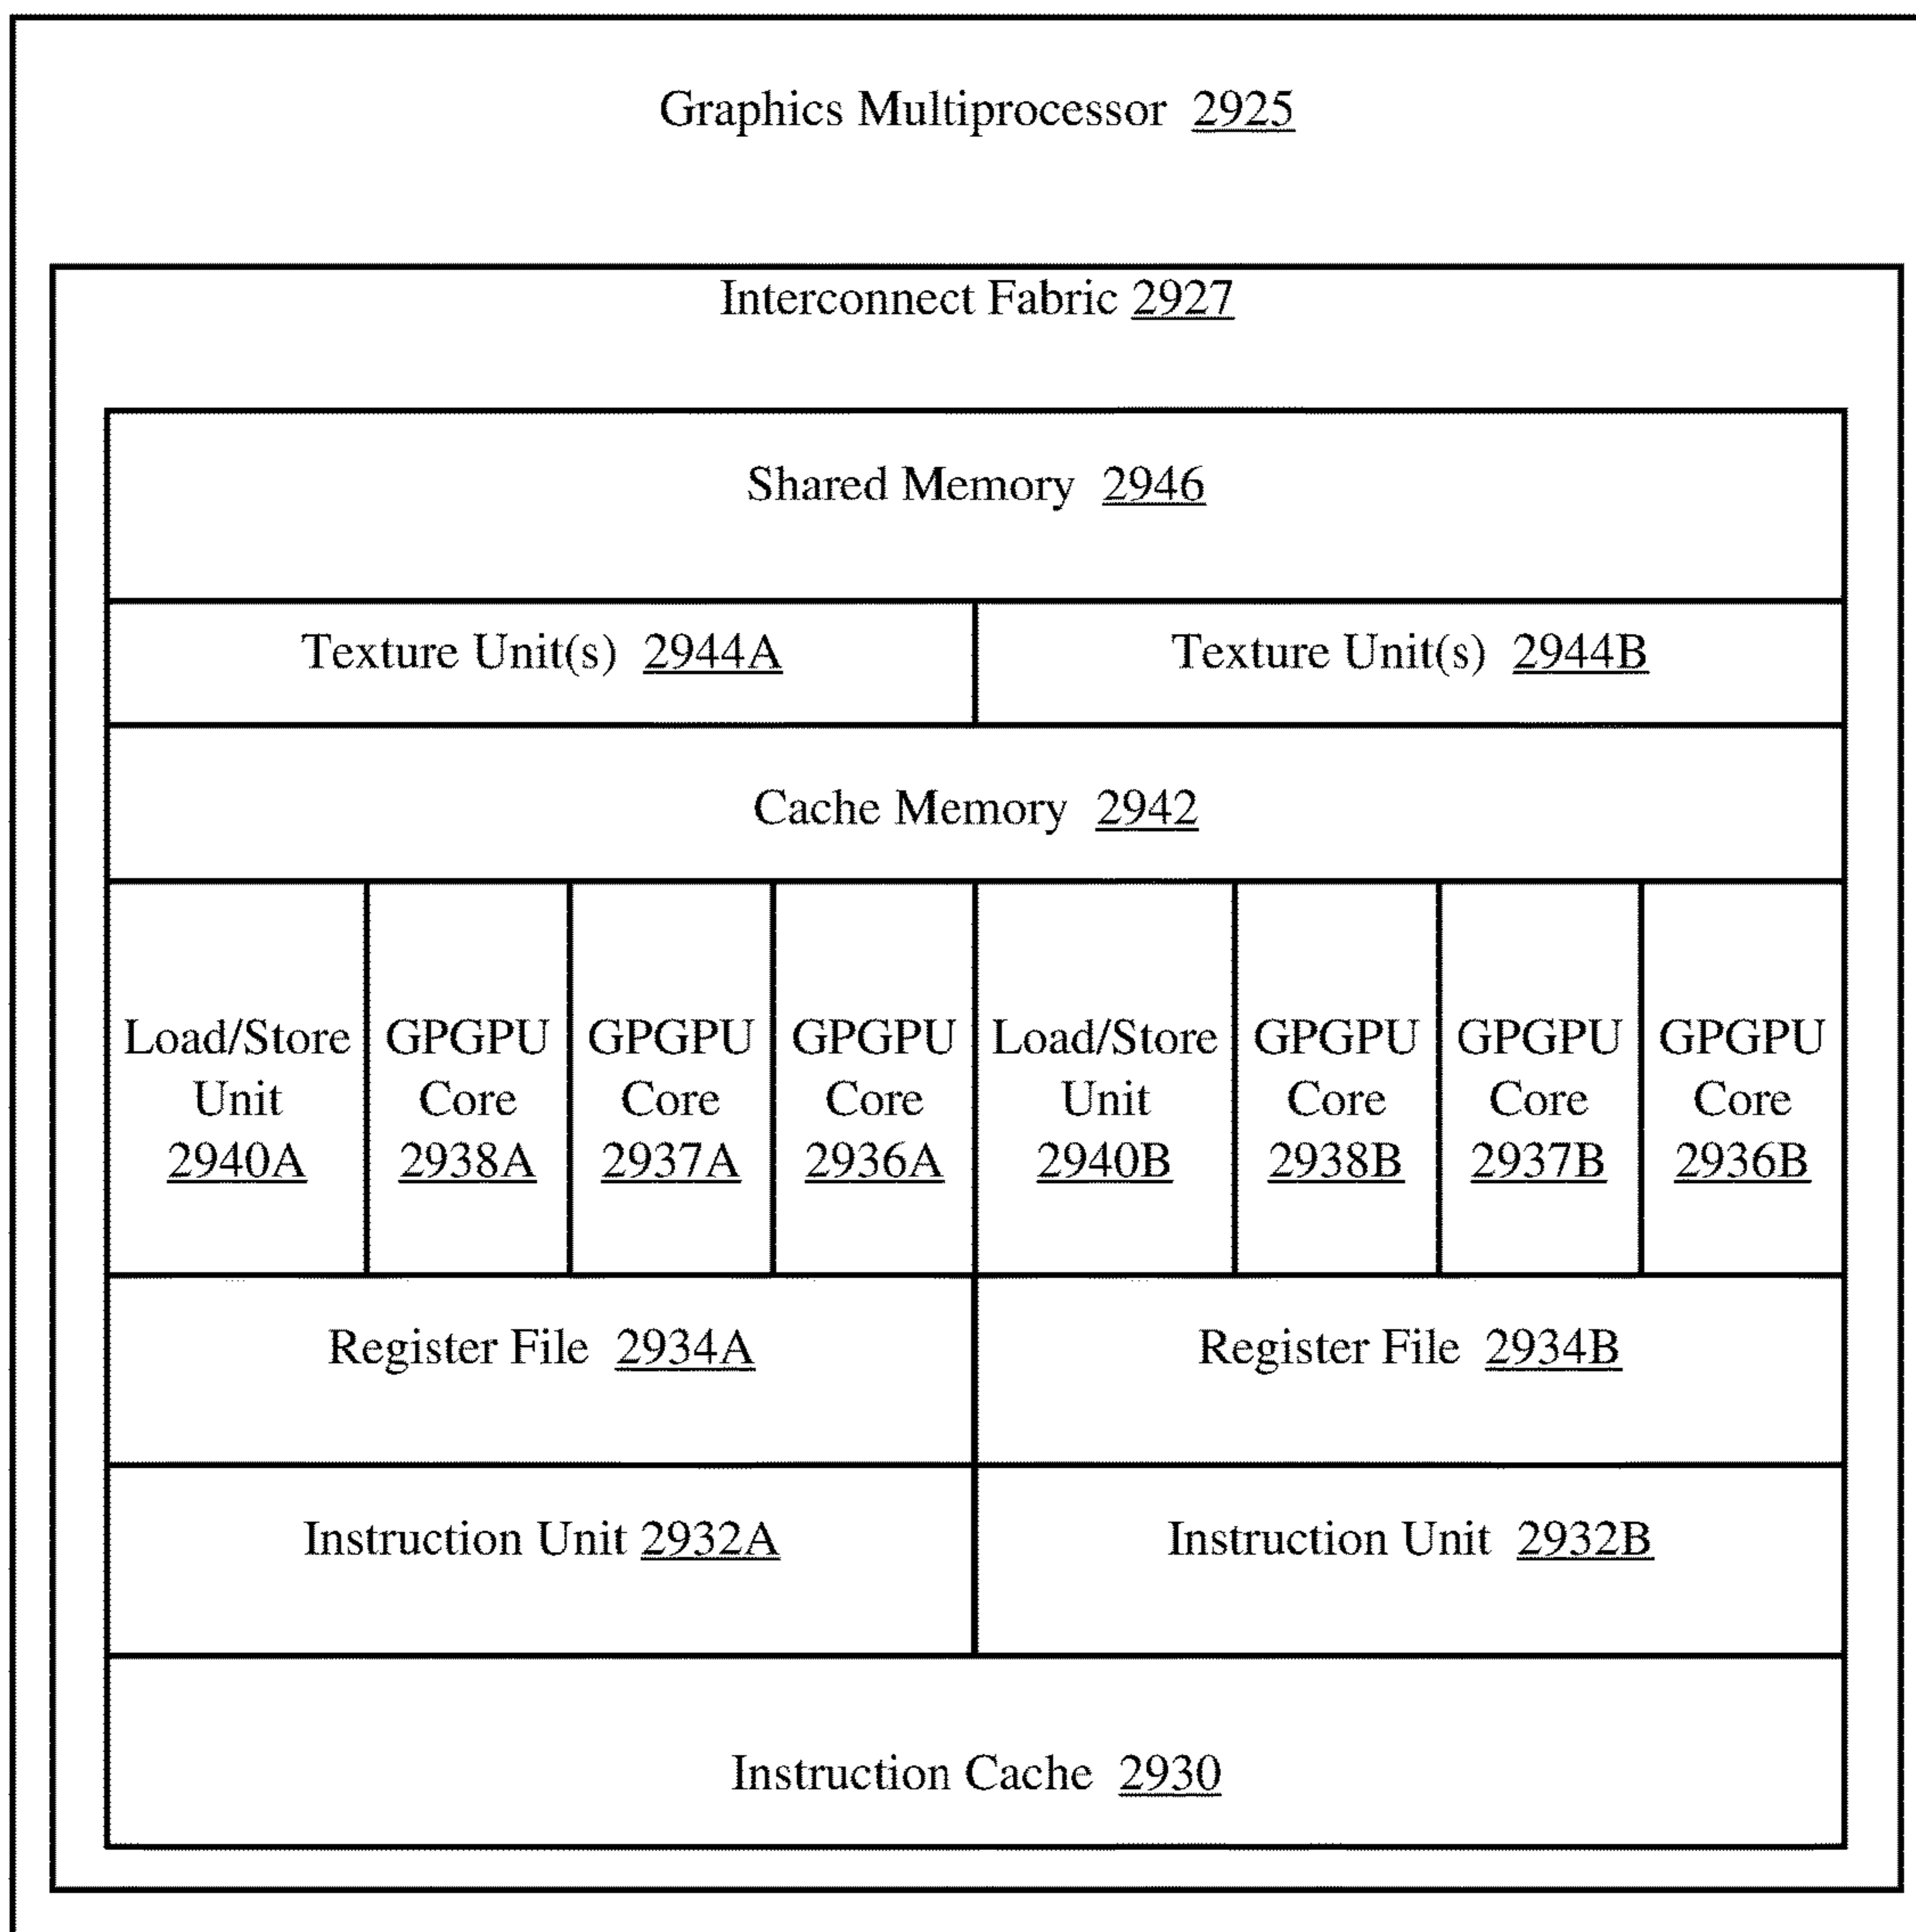 Graphics Multiprocessor 2925
Interconnect Fabric 2927
Shared Memory 2946
Texture Unit(s) 2944A
Texture Unit(s) 2944B
Cache Memory 2942
Load/Store
Unit
2940A
GPGPU
Core
2938A
GPGPU
Core
2937A
GPGPU
Core
2936A
Load/Store
Unit
2940B
GPGPU
Core
2938B
GPGPU
Core
2937B
GPGPU
Core
2936B
Register File 2934A
Register File 2934B
Instruction Unit 2932A
Instruction Unit 2932B
Instruction Cache 2930